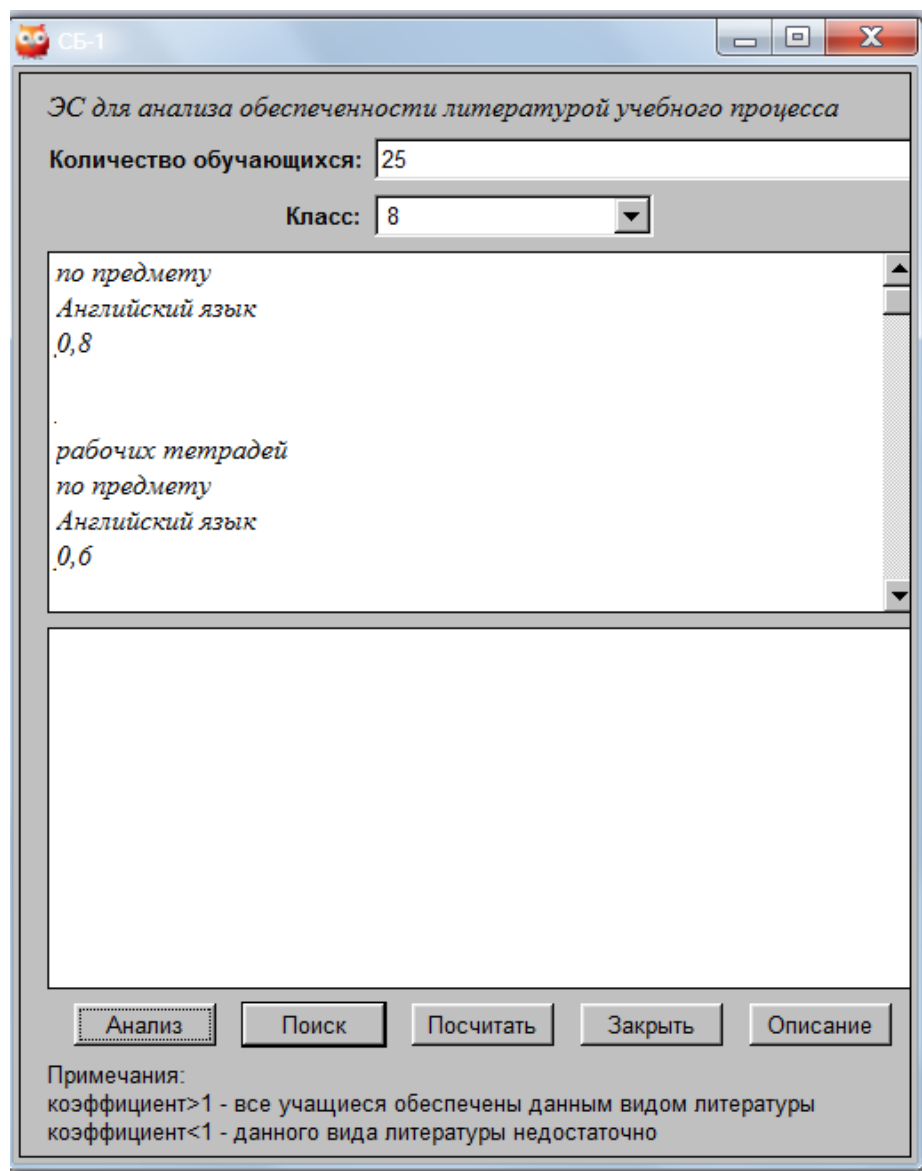 СБ-1
ЭС для анализа обеспеченности литературой учебного процесса
Количество обучающихся: 25
Класс: 8
по предмету
Английский язык
0,8
.
рабочих тетрадей
по предмету
Английский язык
0,6
Анализ Поиск Посчитать Закрыть Описание
Примечания:
коэффициент>1 - все учащиеся обеспечены данным видом литературы
коэффициент<1 - данного вида литературы недостаточно